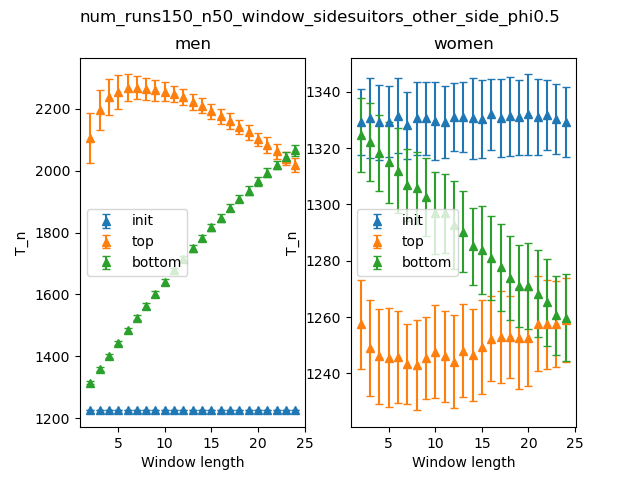 num_runs150_n50_window_sidesuitors_other_side_phi0.5
men
2200
2000
1800
1600
1400
1200
T_n
init
top
bottom
5
10
15
20
25
Window length
women
1340
1320
1300
1280
1260
1240
T_n
init
top
bottom
5
10
15
20
25
Window length